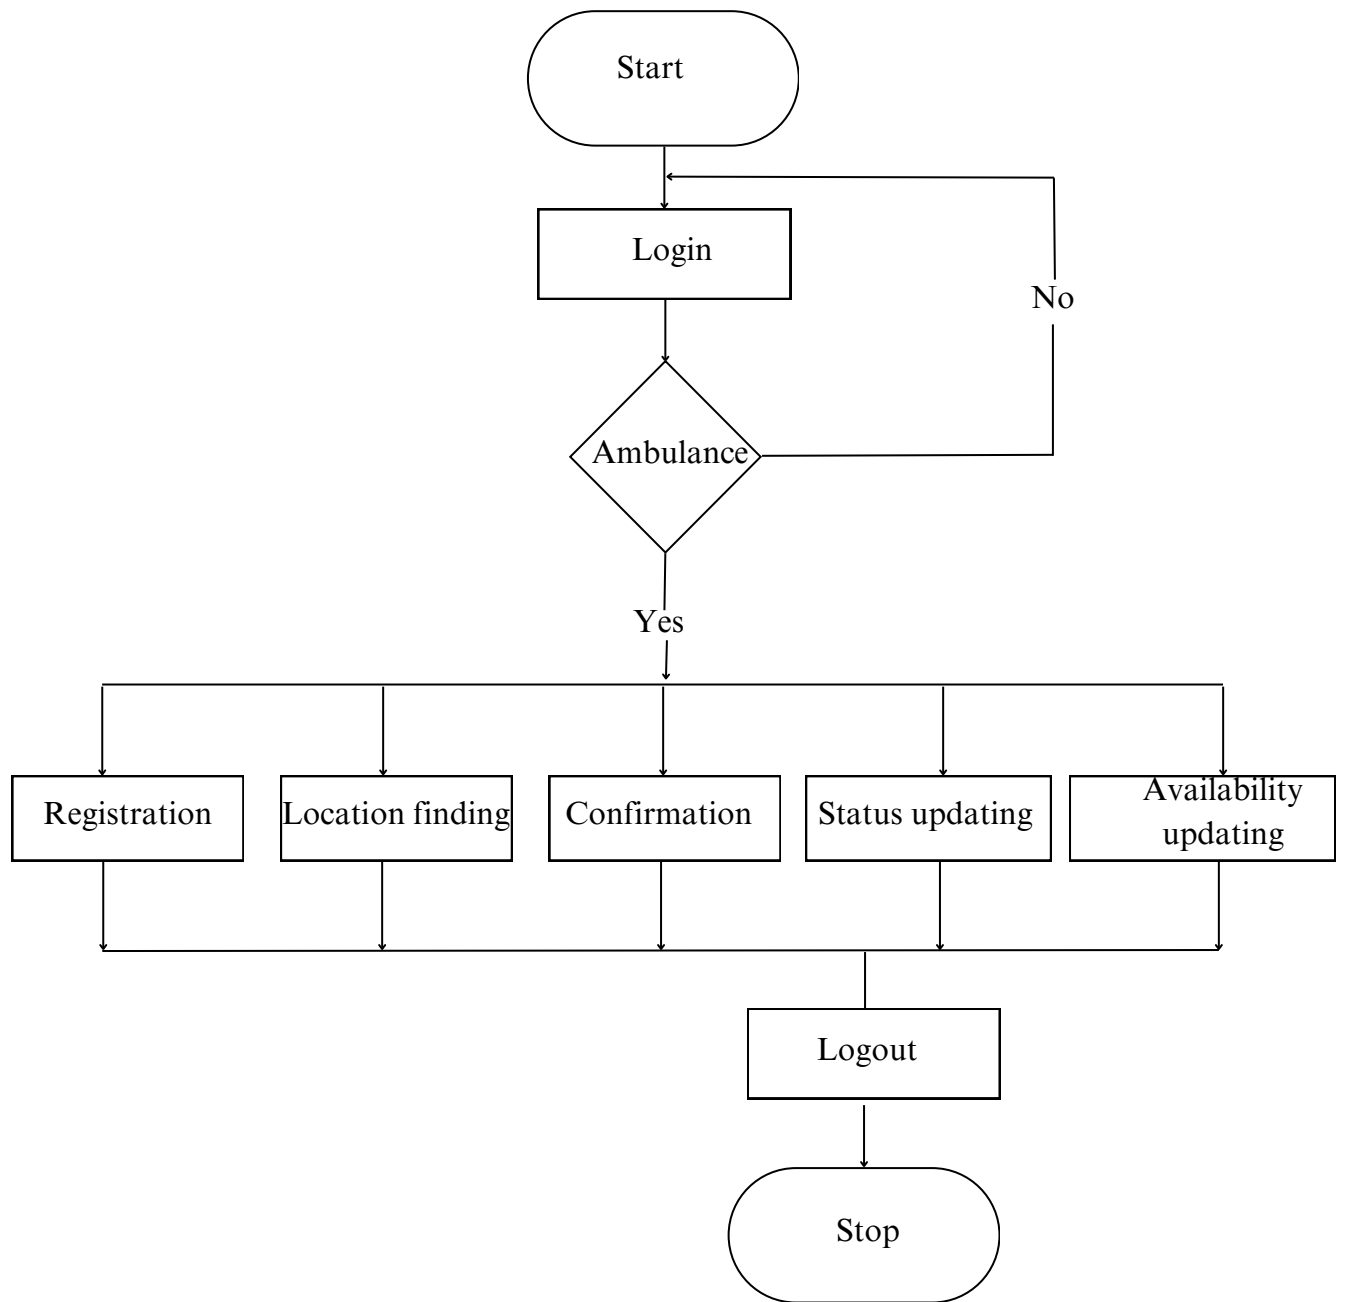 Start
Login
No
Ambulance
Yes
Registration
Location finding
Confirmation
Status updating
Availability
updating
Logout
Stop